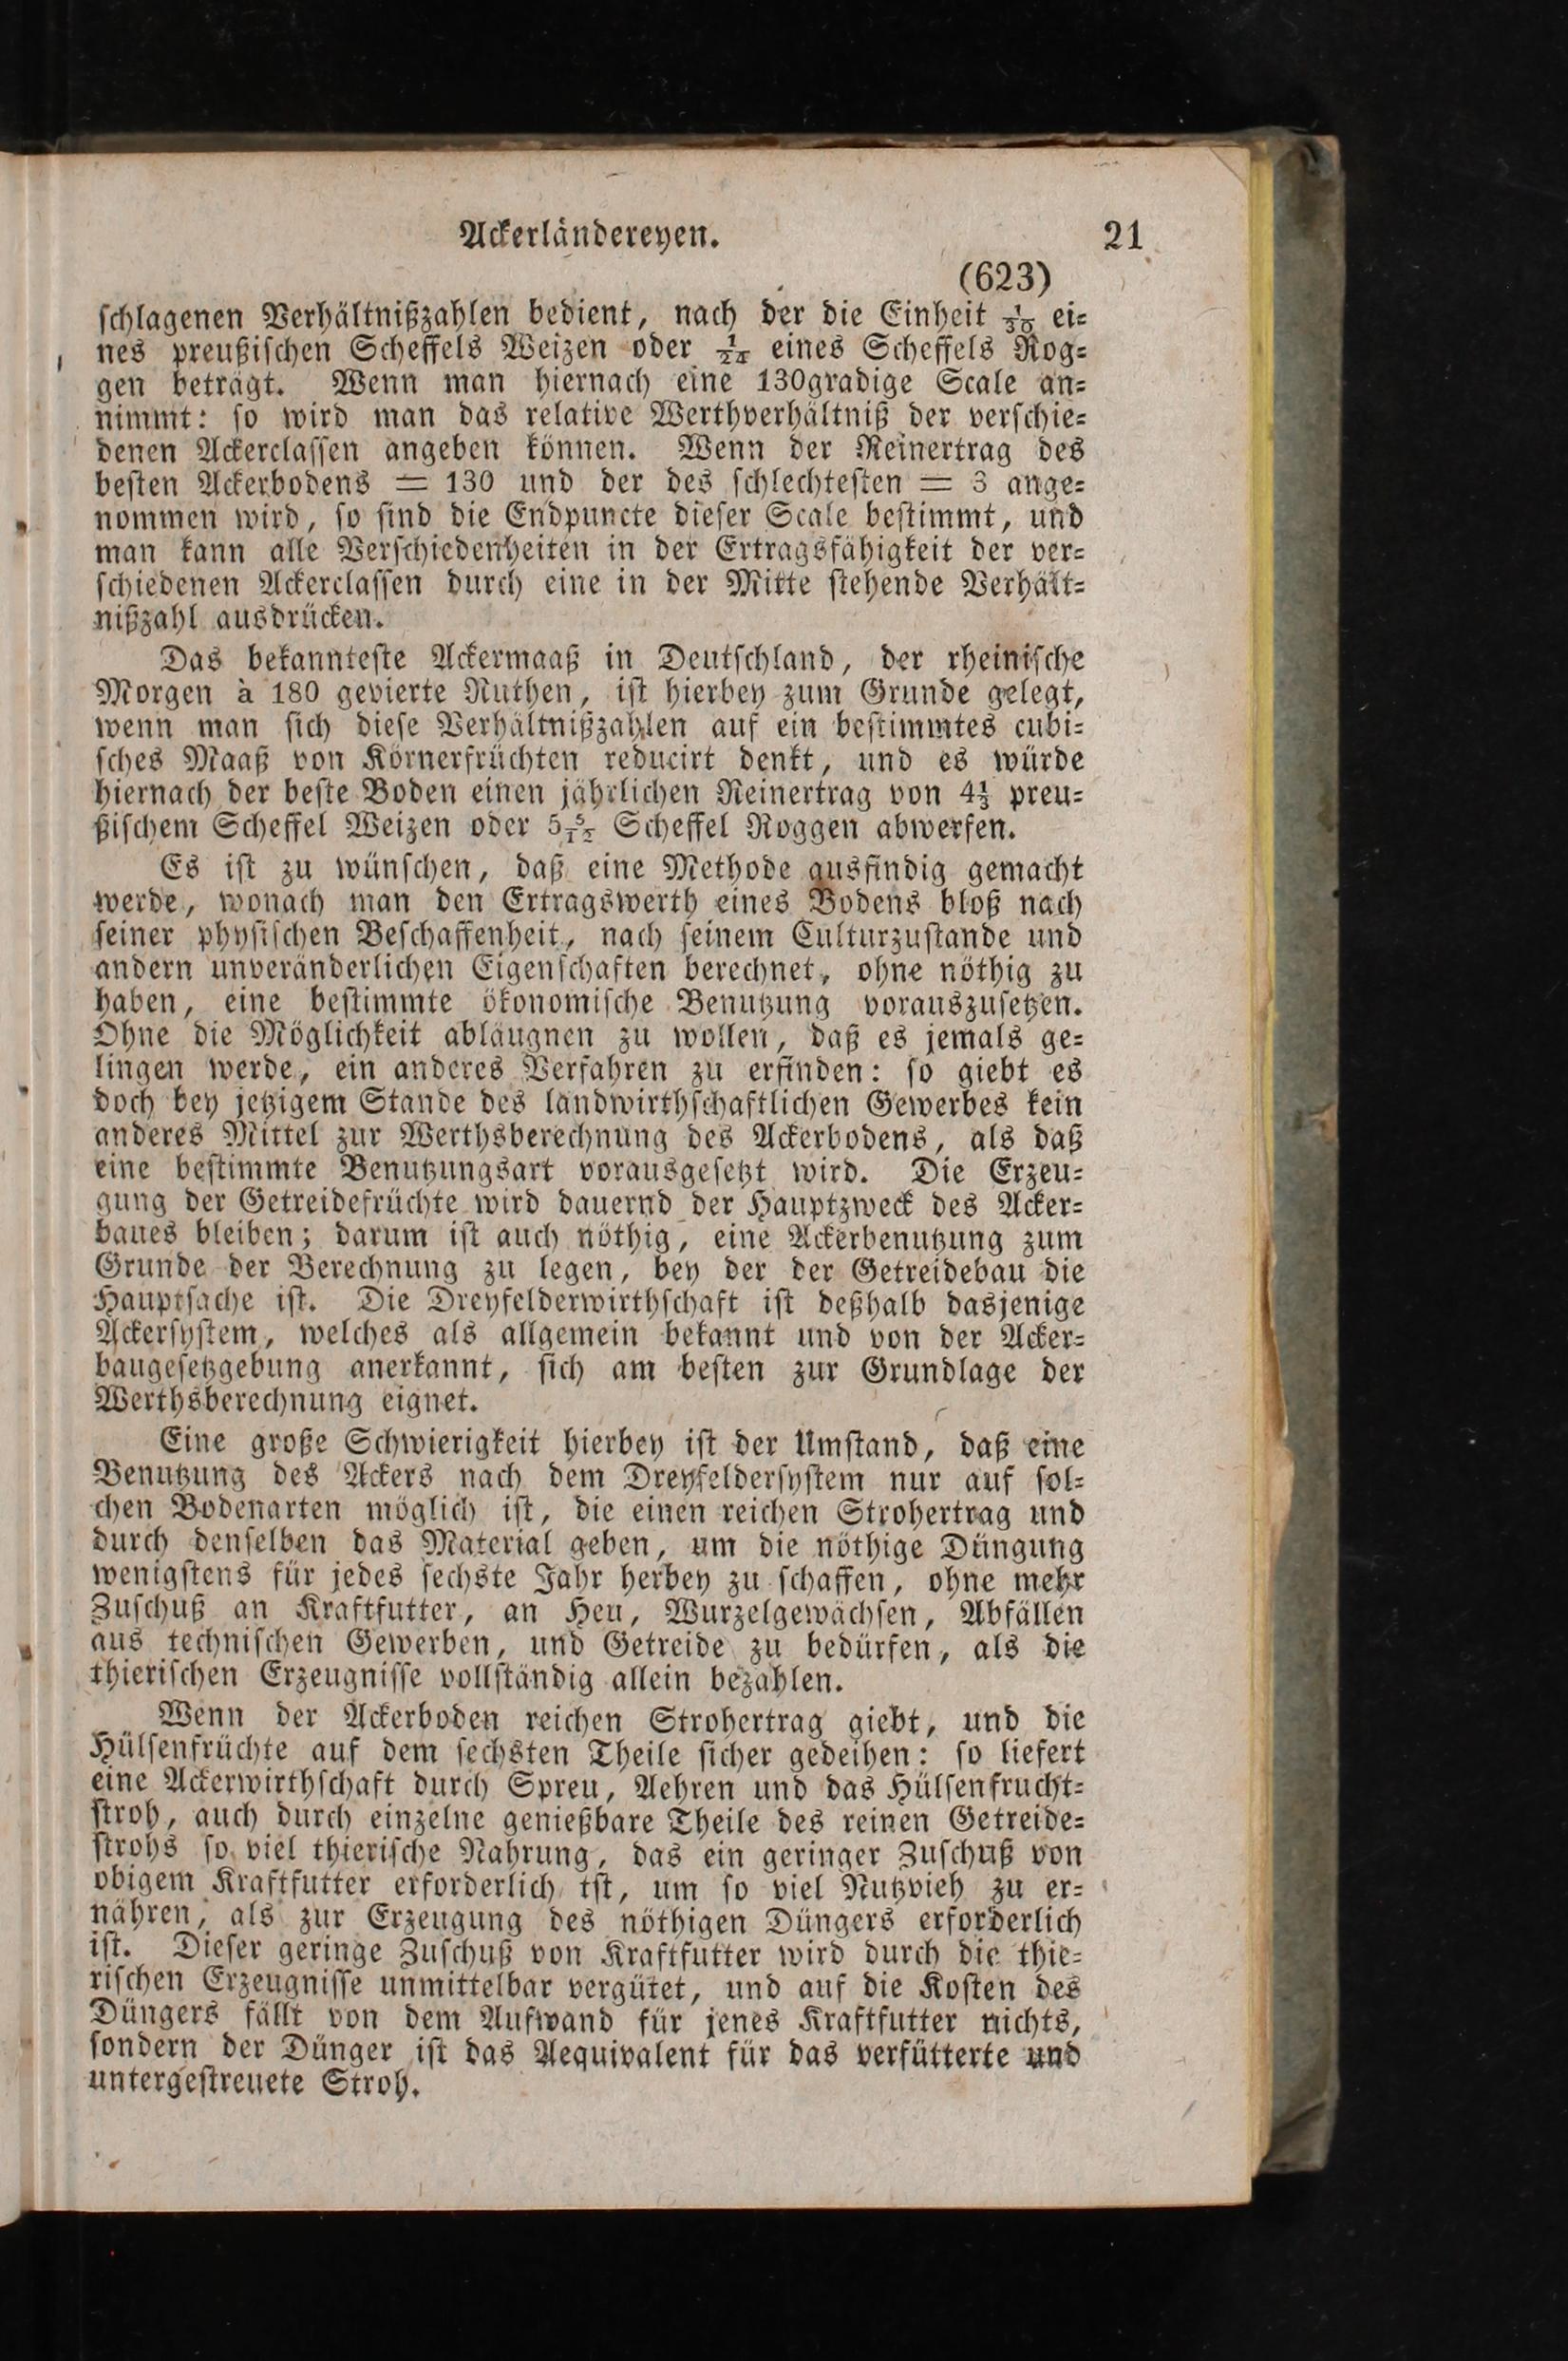 Ackerländereyen. 21
(623)
ſchlagenen Verhältnißzahlen bedient, nach der die Einheit 1/30 ei⸗
nes preußiſchen Scheffels Weizen oder 1/24 eines Scheffels Rog⸗
gen beträgt. Wenn man hiernach eine 130gradige Scale an⸗
nimmt: ſo wird man das relative Werthverhältniß der verſchie⸗
denen Ackerclaſſen angeben können. Wenn der Reinertrag des
beſten Ackerbodens = 130 und der des ſchlechteſten = 3 ange⸗
nommen wird, ſo ſind die Endpuncte dieſer Scale beſtimmt, und
man kann alle Verſchiedenheiten in der Ertragsfähigkeit der ver⸗
ſchiedenen Ackerclaſſen durch eine in der Mitte ſtehende Verhält⸗
nißzahl ausdrücken.
Das bekannteſte Ackermaaß in Deutſchland, der rheiniſche
Morgen à 180 gevierte Ruthen, iſt hierbey zum Grunde gelegt,
wenn man ſich dieſe Verhältnißzahlen auf ein beſtimmtes cubi⸗
ſches Maaß von Körnerfrüchten reducirt denkt, und es würde
hiernach der beſte Boden einen jährlichen Reinertrag von 4⅓ preu⸗
ßiſchem Scheffel Weizen oder 5 5/12 Scheffel Roggen abwerfen.
Es iſt zu wünſchen, daß eine Methode ausfindig gemacht
werde, wonach man den Ertragswerth eines Bodens bloß nach
ſeiner phyſiſchen Beſchaffenheit, nach ſeinem Culturzuſtande und
andern unveränderlichen Eigenſchaften berechnet, ohne nöthig zu
haben, eine beſtimmte ökonomiſche Benutzung vorauszuſetzen.
Ohne die Möglichkeit abläugnen zu wollen, daß es jemals ge⸗
lingen werde, ein anderes Verfahren zu erfinden: ſo giebt es
doch bey jetzigem Stande des landwirthſchaftlichen Gewerbes kein
anderes Mittel zur Werthsberechnung des Ackerbodens, als daß
eine beſtimmte Benutzungsart vorausgeſetzt wird. Die Erzeu⸗
gung der Getreidefrüchte wird dauernd der Hauptzweck des Acker⸗
baues bleiben; darum iſt auch nöthig, eine Ackerbenutzung zum
Grunde der Berechnung zu legen, bey der der Getreidebau die
Hauptſache iſt. Die Dreyfelderwirthſchaft iſt deßhalb dasjenige
Ackerſyſtem, welches als allgemein bekannt und von der Acker⸗
baugeſetzgebung anerkannt, ſich am beſten zur Grundlage der
Werthsberechnung eignet.
Eine große Schwierigkeit hierbey iſt der Umſtand, daß eine
Benutzung des Ackers nach dem Dreyfelderſyſtem nur auf ſol⸗
chen Bodenarten möglich iſt, die einen reichen Strohertrag und
durch denſelben das Material geben, um die nöthige Düngung
wenigſtens für jedes ſechste Jahr herbey zu ſchaffen, ohne mehr
Zuſchuß an Kraftfutter, an Heu, Wurzelgewächſen, Abfällen
aus techniſchen Gewerben, und Getreide zu bedürfen, als die
thieriſchen Erzeugniſſe vollſtändig allein bezahlen.
Wenn der Ackerboden reichen Strohertrag giebt, und die
Hülſenfrüchte auf dem ſechsten Theile ſicher gedeihen: ſo liefert
eine Ackerwirthſchaft durch Spreu, Aehren und das Hülſenfrucht⸗
ſtroh, auch durch einzelne genießbare Theile des reinen Getreide⸗
ſtrohs ſo viel thieriſche Nahrung, das ein geringer Zuſchuß von
obigem Kraftfutter erforderlich iſt, um ſo viel Nutzvieh zu er⸗
nähren, als zur Erzeugung des nöthigen Düngers erforderlich
iſt. Dieſer geringe Zuſchuß von Kraftfutter wird durch die thie⸗
riſchen Erzeugniſſe unmittelbar vergütet, und auf die Koſten des
Düngers fällt von dem Aufwand für jenes Kraftfutter nichts,
ſondern der Dünger iſt das Aequivalent für das verfütterte und
untergeſtreuete Stroh.